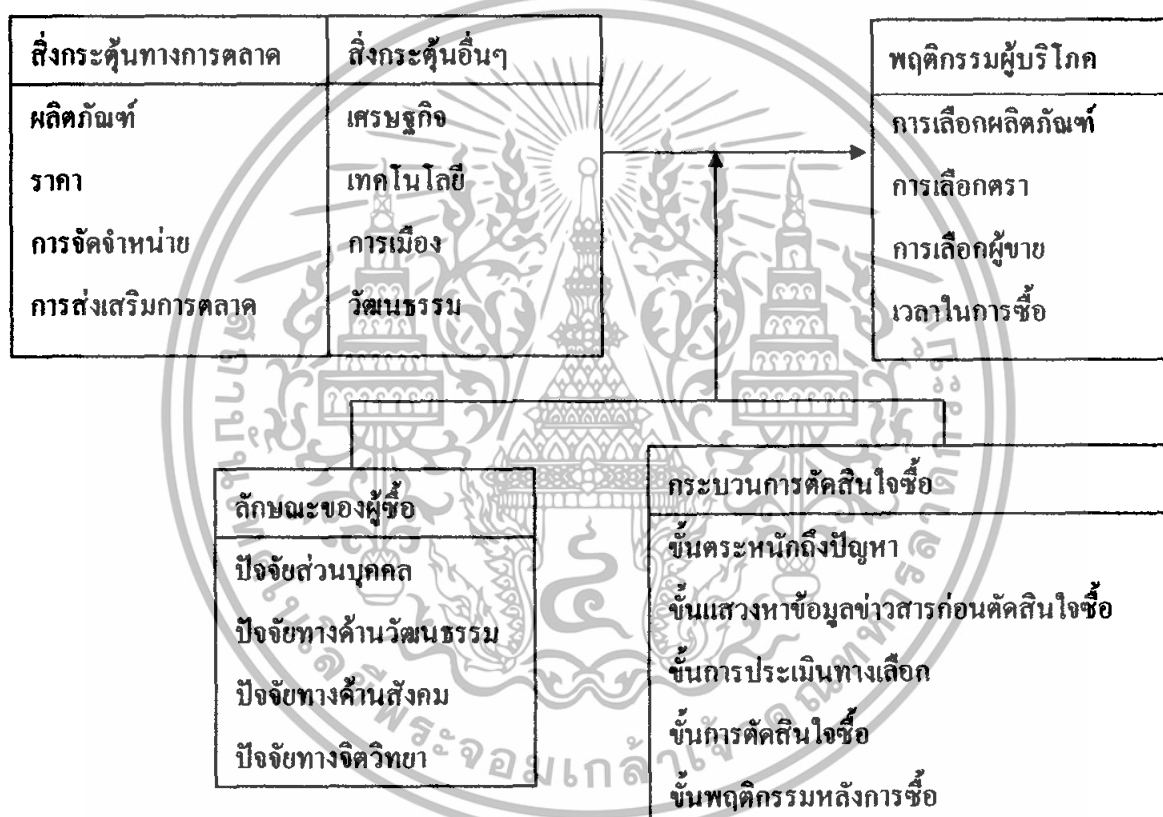 สิ่งกระตุ้นทางการตลาด
ผลิตภัณฑ์
ราคา
การจัดจำหน่าย
การส่งเสริมการตลาด
สิ่งกระตุ้นอื่นๆ
เศรษฐกิจ
เทคโนโลยี
การเมือง
วัฒนธรรม
พฤติกรรมผู้บริโภค
การเลือกผลิตภัณฑ์
การเลือกตรา
การเลือกผู้ขาย
เวลาในการซื้อ
ลักษณะของผู้ซื้อ
ปัจจัยส่วนบุคคล
ปัจจัยทางด้านวัฒนธรรม
ปัจจัยทางด้านสังคม
ปัจจัยทางจิตวิทยา
กระบวนการตัดสินใจซื้อ
ขั้นตระหนักถึงปัญหา
ขั้นแสวงหาข้อมูลข่าวสารก่อนตัดสินใจซื้อ
ขั้นการประเมินทางเลือก
ขั้นการตัดสินใจซื้อ
ขั้นพฤติกรรมหลังการซื้อ